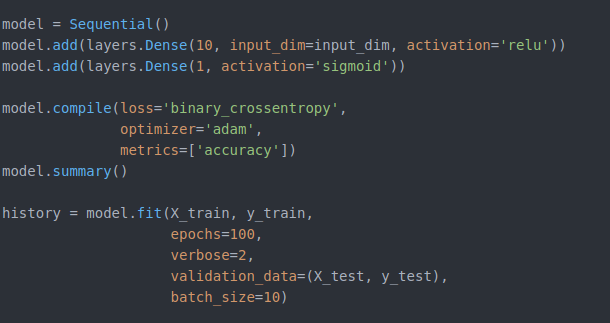 model = Sequential()
model.add(layers.Dense(10, input_dim=input_dim, activation='relu'))
model.add(layers.Dense(1, activation='sigmoid'))

model.compile(loss='binary_crossentropy',
              optimizer='adam',
              metrics=['accuracy'])
model.summary()

history = model.fit(X_train, y_train,
                    epochs=100,
                    verbose=2,
                    validation_data=(X_test, y_test),
                    batch_size=10)